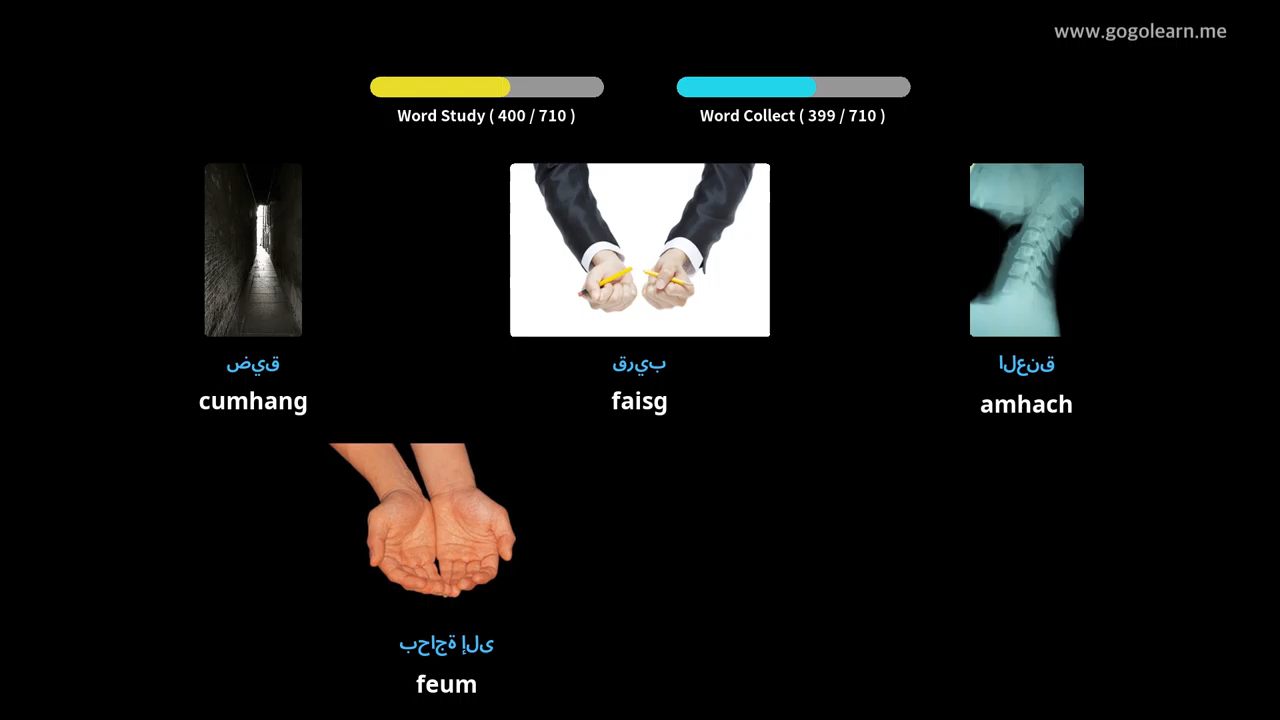 www.gogolearn.me
Word Study ( 400 / 710 )
Word Collect ( 399 / 710 )
ضيق
قريب
العنق
cumhang
faisg
amhach
بحاجة إلى
feum